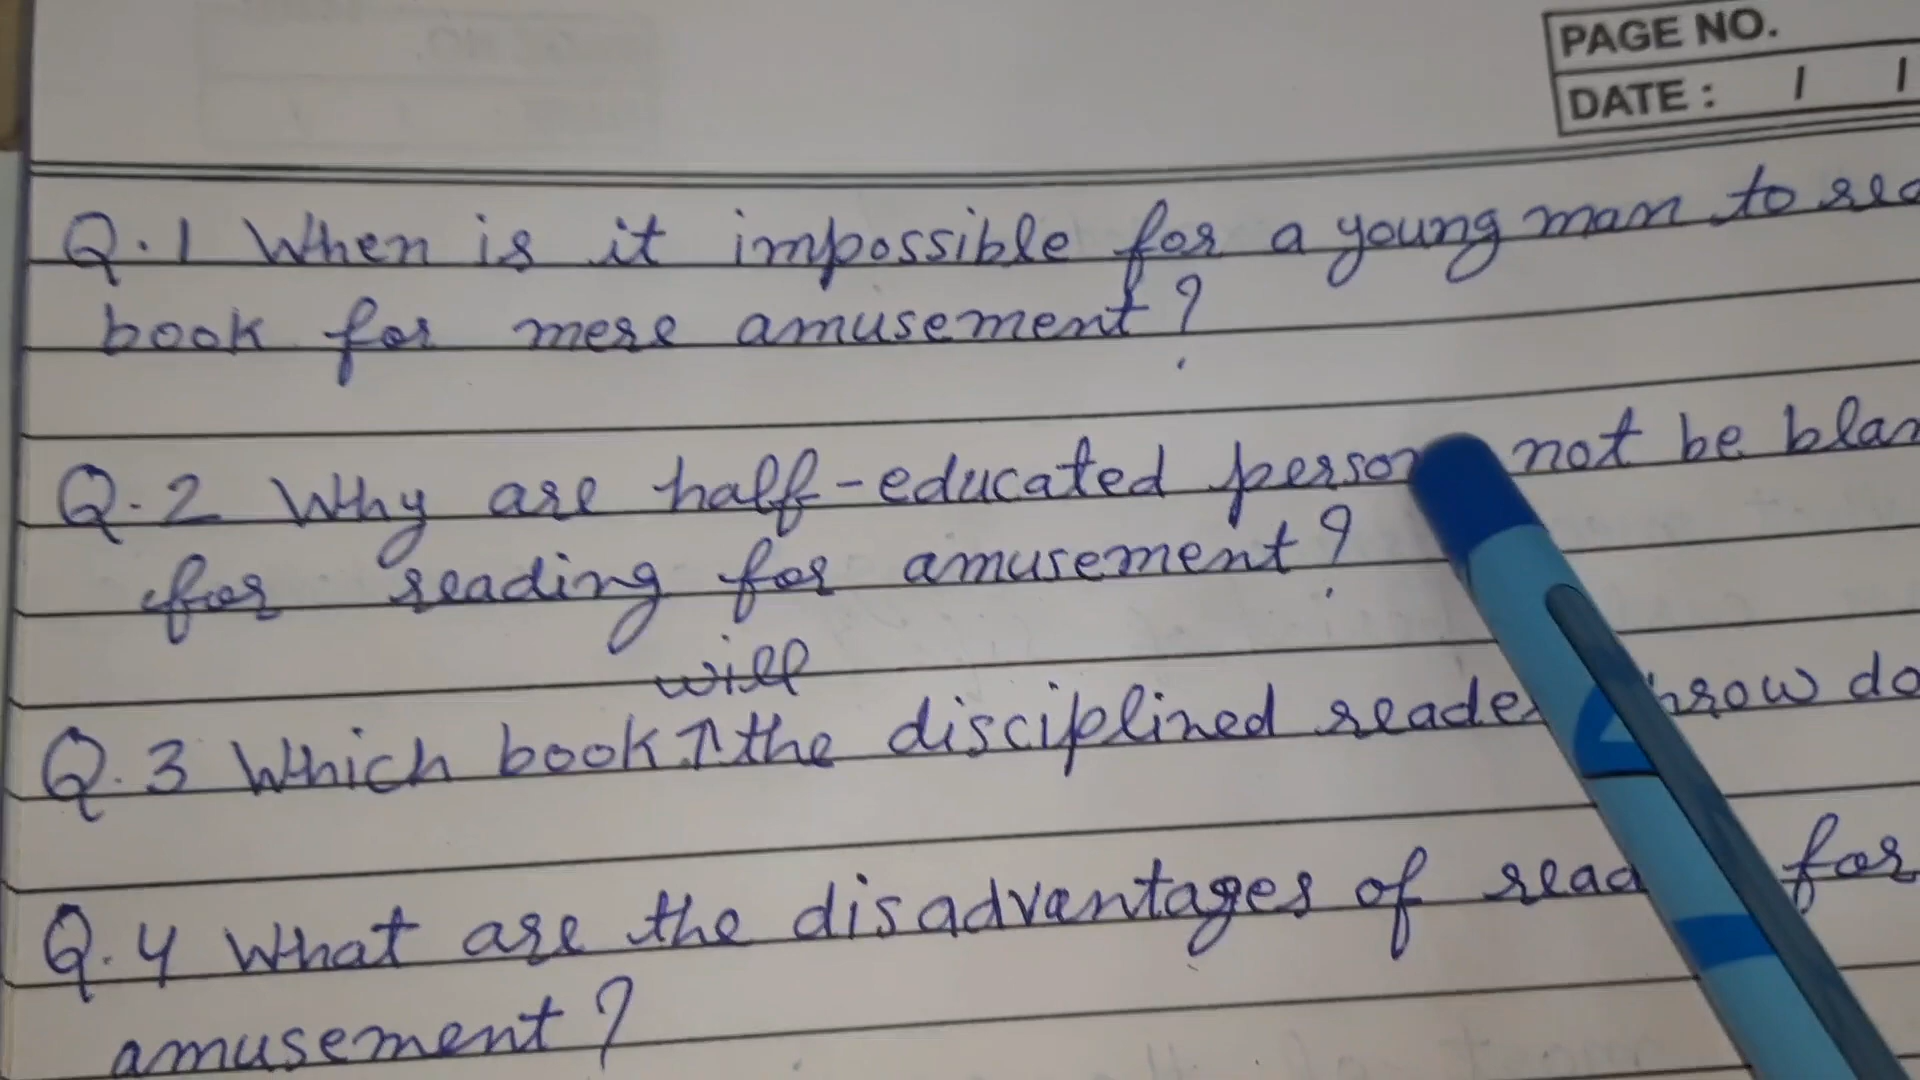 PAGE NO.
DATE : / /
Q.1 When is it impossible for a young man to
book for mere amusement?
Q.2 Why are half-educated person not be
for reading for amusement?
will
Q.3 Which book the disciplined
Q.4 What are the disadvantages of for
amusement?